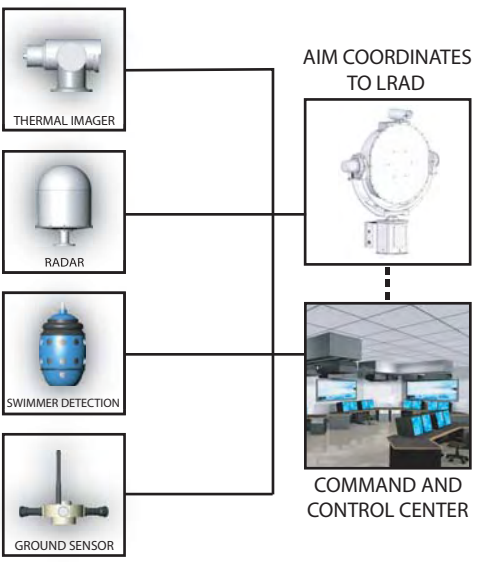 THERMAL IMAGER
RADAR
SWIMMER DETECTION
GROUND SENSOR
AIM COORDINATES
TO LRAD
COMMAND AND
CONTROL CENTER